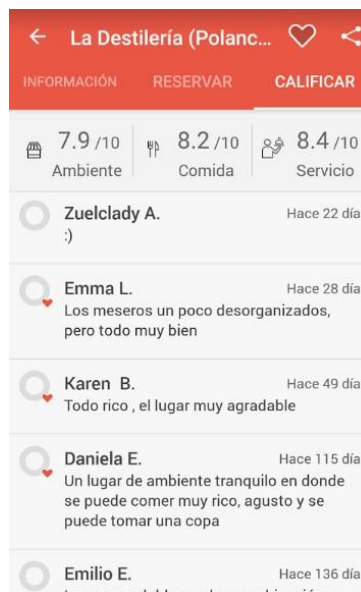 La Destilería (Polanc...
INFORMACIÓN RESERVAR CALIFICAR
7.9 /10 8.2 /10 8.4 /10
Ambiente Comida Servicio
Zuelclady A. Hace 22 día
:)
Emma L. Hace 28 día
Los meseros un poco desorganizados,
pero todo muy bien
Karen B. Hace 49 día
Todo rico , el lugar muy agradable
Daniela E. Hace 115 día
Un lugar de ambiente tranquilo en donde
se puede comer muy rico, agusto y se
puede tomar una copa
Emilio E. Hace 136 día